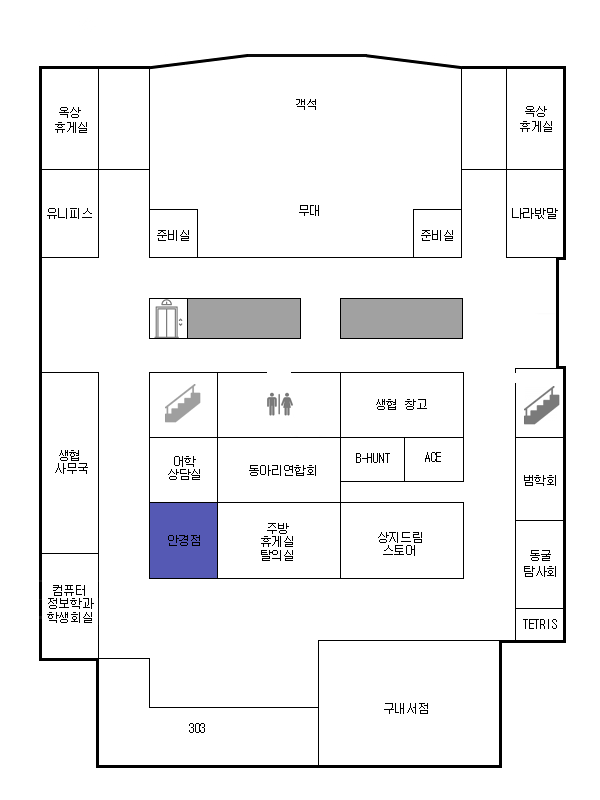 객석
옥상
휴게실
옥상
휴게실
유니피스
무대
나라밧말
준비실
준비실
생협 창고
생협
사무국
어학
상담실
동아리연합회
B-HUNT
ACE
범학회
안경점
주방
휴게실
탈의실
상지드림
스토어
동굴
탐사회
컴퓨터
정보학과
학생회실
TETRIS
구내서점
303